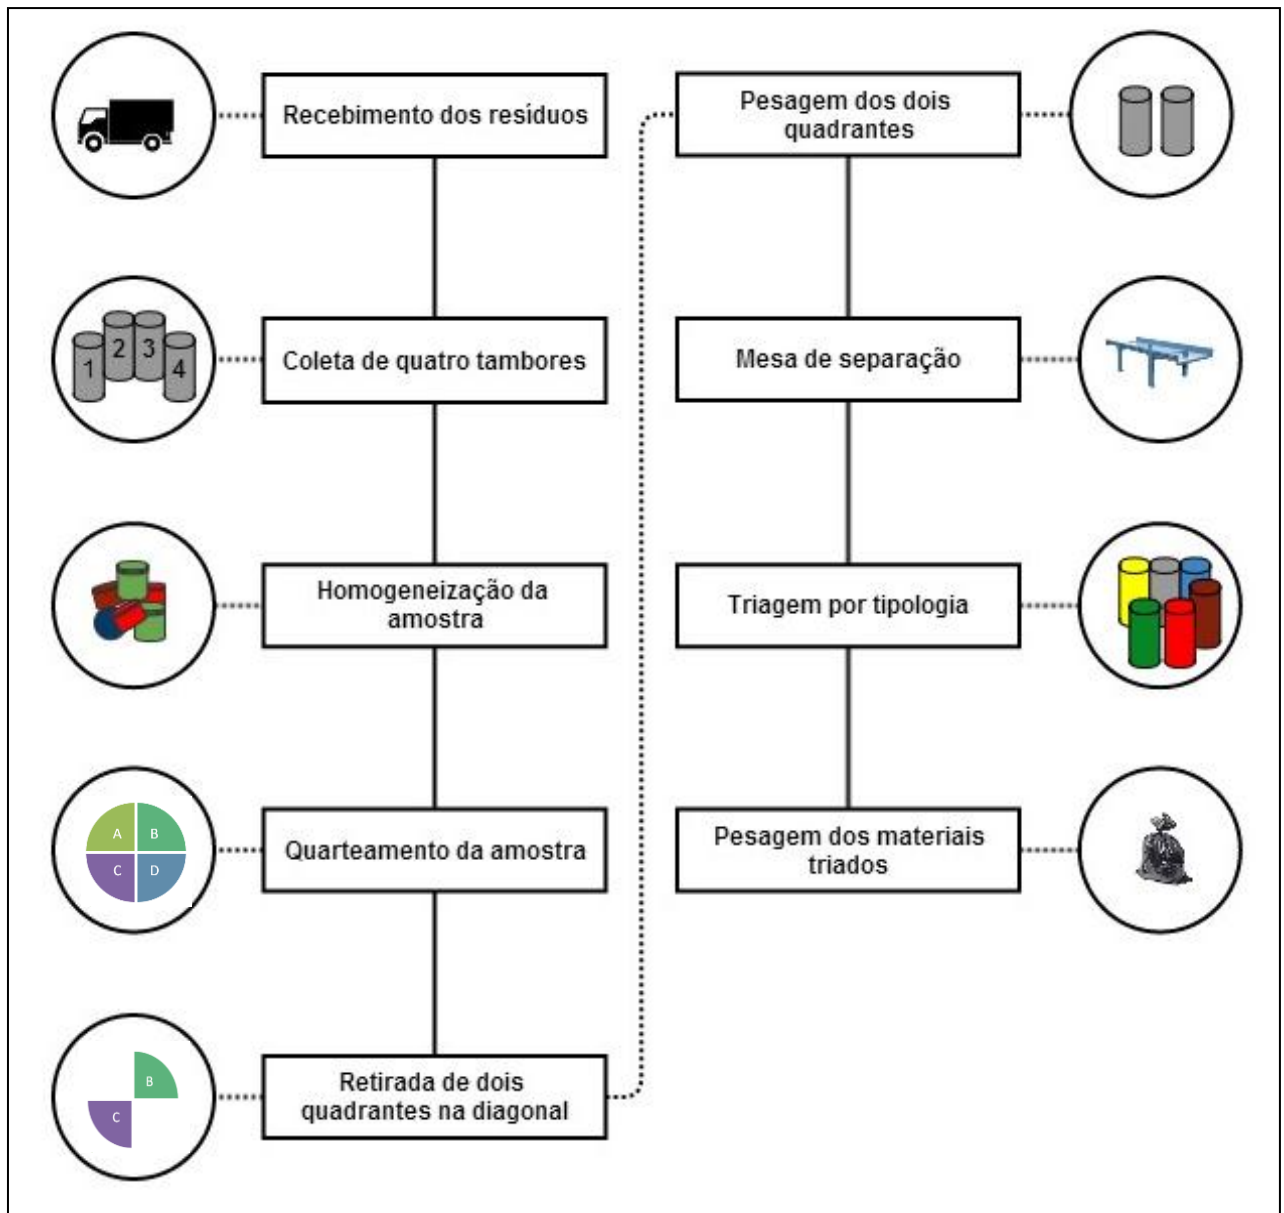 Recebimento dos resíduos
1 2 3 4
Coleta de quatro tambores
Homogeneização da
amostra
A B
C D
Quarteamento da amostra
B
C
Retirada de dois
quadrantes na diagonal
Pesagem dos dois
quadrantes
Mesa de separação
Triagem por tipologia
Pesagem dos materiais
triados